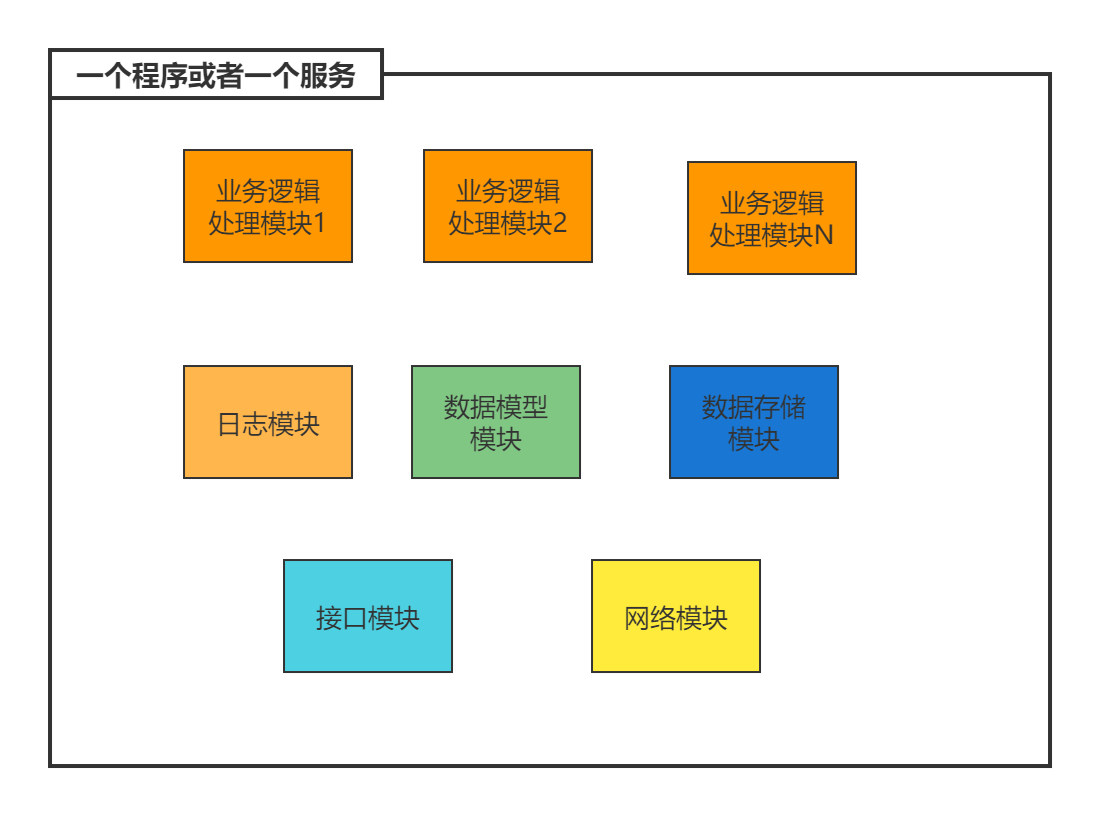 一个程序或者一个服务
业务逻辑
处理模块1
业务逻辑
处理模块2
业务逻辑
处理模块N
日志模块
数据模型
模块
数据存储
模块
接口模块
网络模块